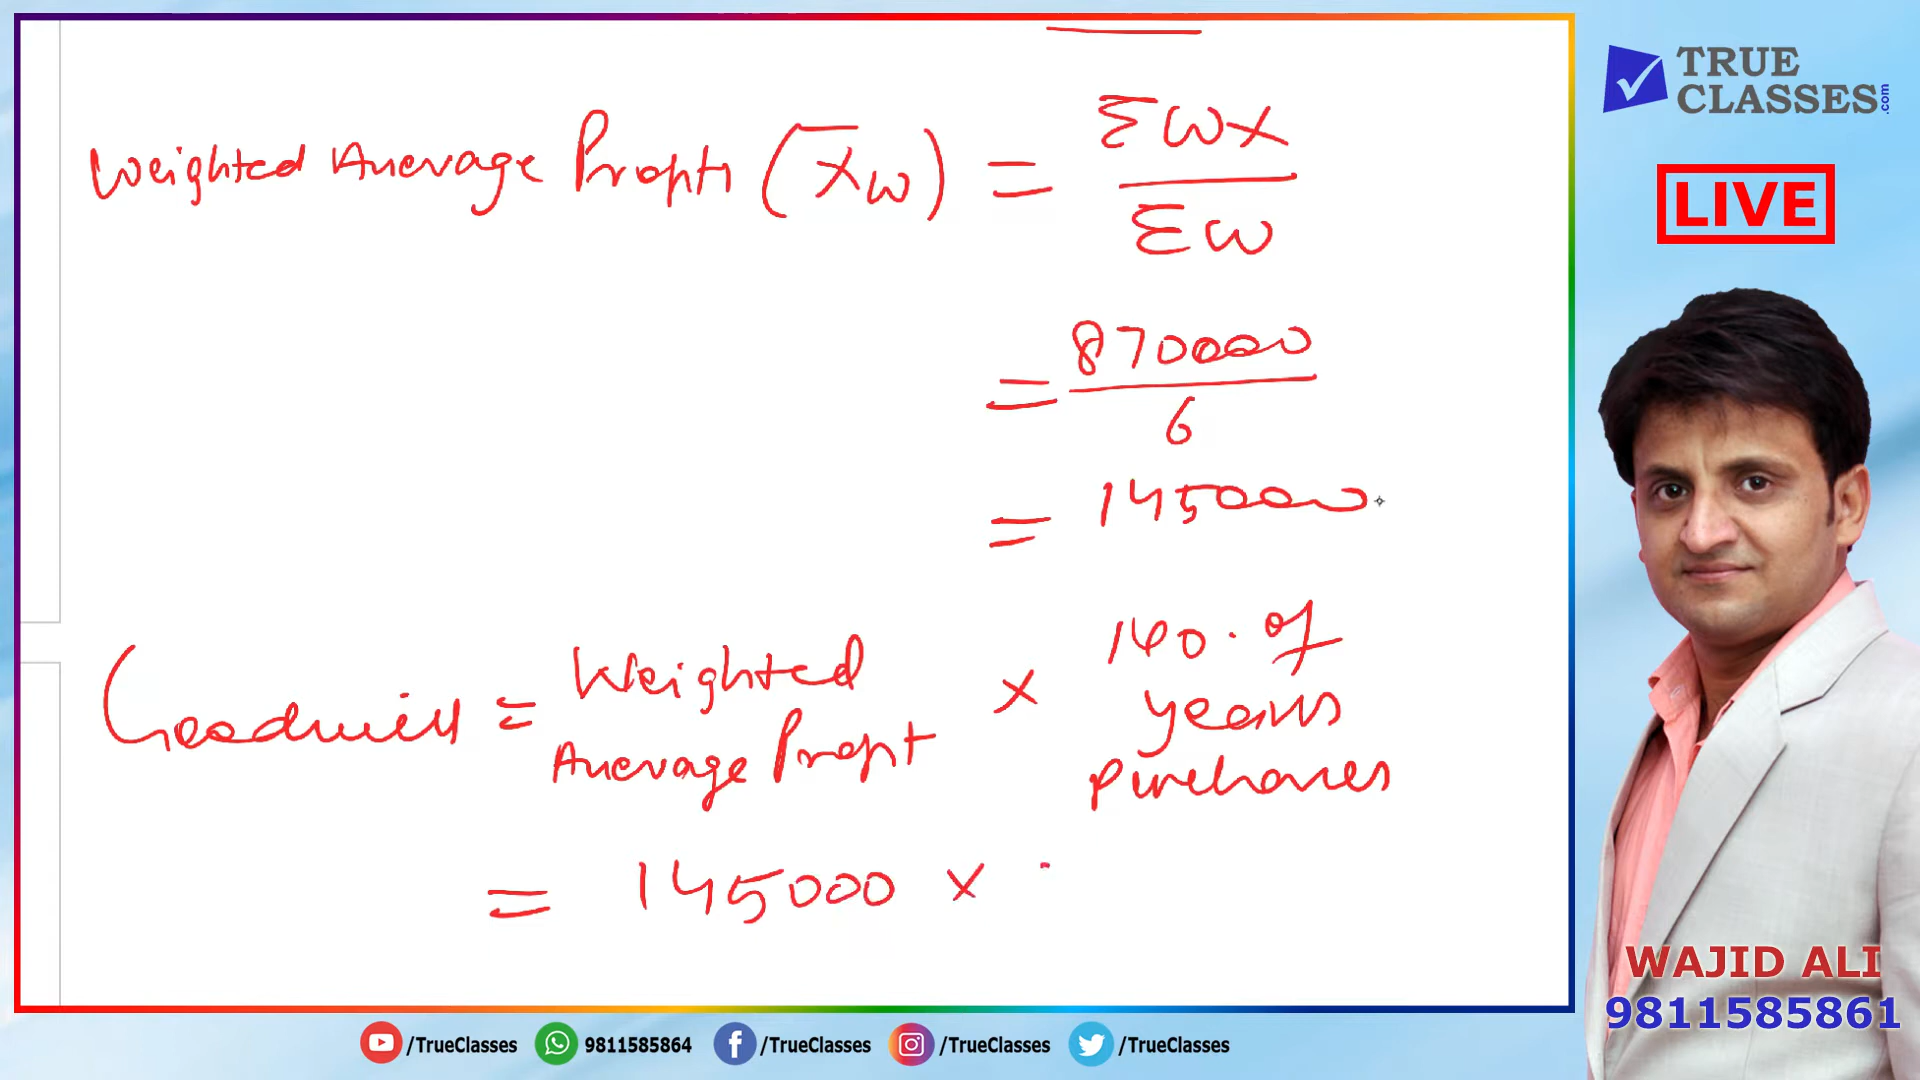 Weighted Average Profits (X̅w) = Σwx
Σw
= 870000
6
= 145000
Goodwill = Weighted Average Profit × No. of years purchases
= 145000 ×
TRUE
CLASSES.com
LIVE
WAJID ALI
9811585861
/TrueClasses 9811585864 /TrueClasses /TrueClasses /TrueClasses